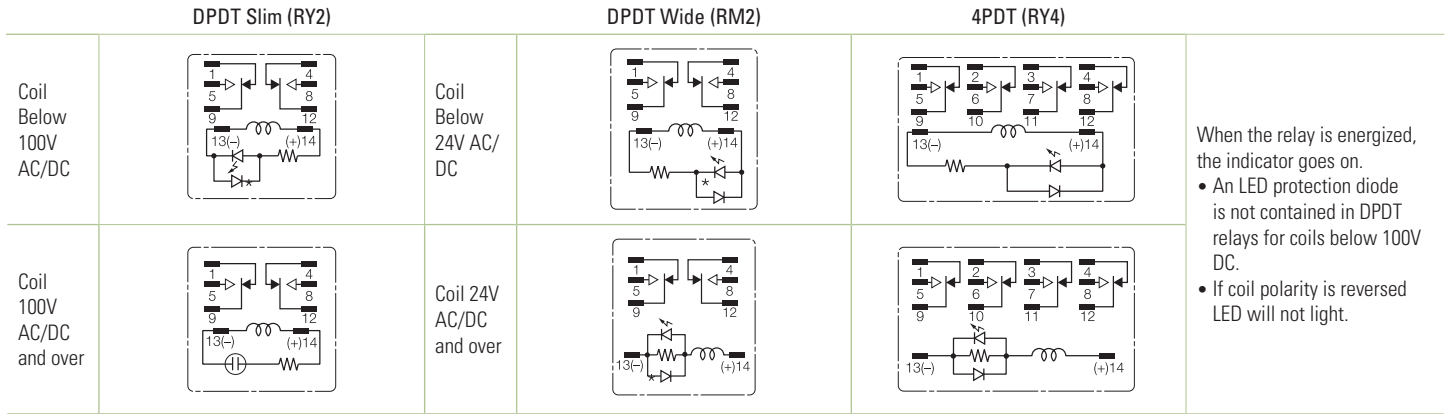 DPDT Slim (RY2)
DPDT Wide (RM2)
4PDT (RY4)
Coil
Below
100V
AC/DC
1
4
5
8
9
12
13(–)
(+)14
*
Coil
Below
24V AC/
DC
1
4
5
8
9
12
13(–)
(+)14
*
1
2
3
4
5
6
7
8
9
10
11
12
13(–)
(+)14
When the relay is energized,
the indicator goes on.
• An LED protection diode
is not contained in DPDT
relays for coils below 100V
DC.
• If coil polarity is reversed
LED will not light.
Coil
100V
AC/DC
and over
1
4
5
8
9
12
13(–)
(+)14
Coil 24V
AC/DC
and over
1
4
5
8
9
12
13(–)
(+)14
*
1
2
3
4
5
6
7
8
9
10
11
12
13(–)
(+)14